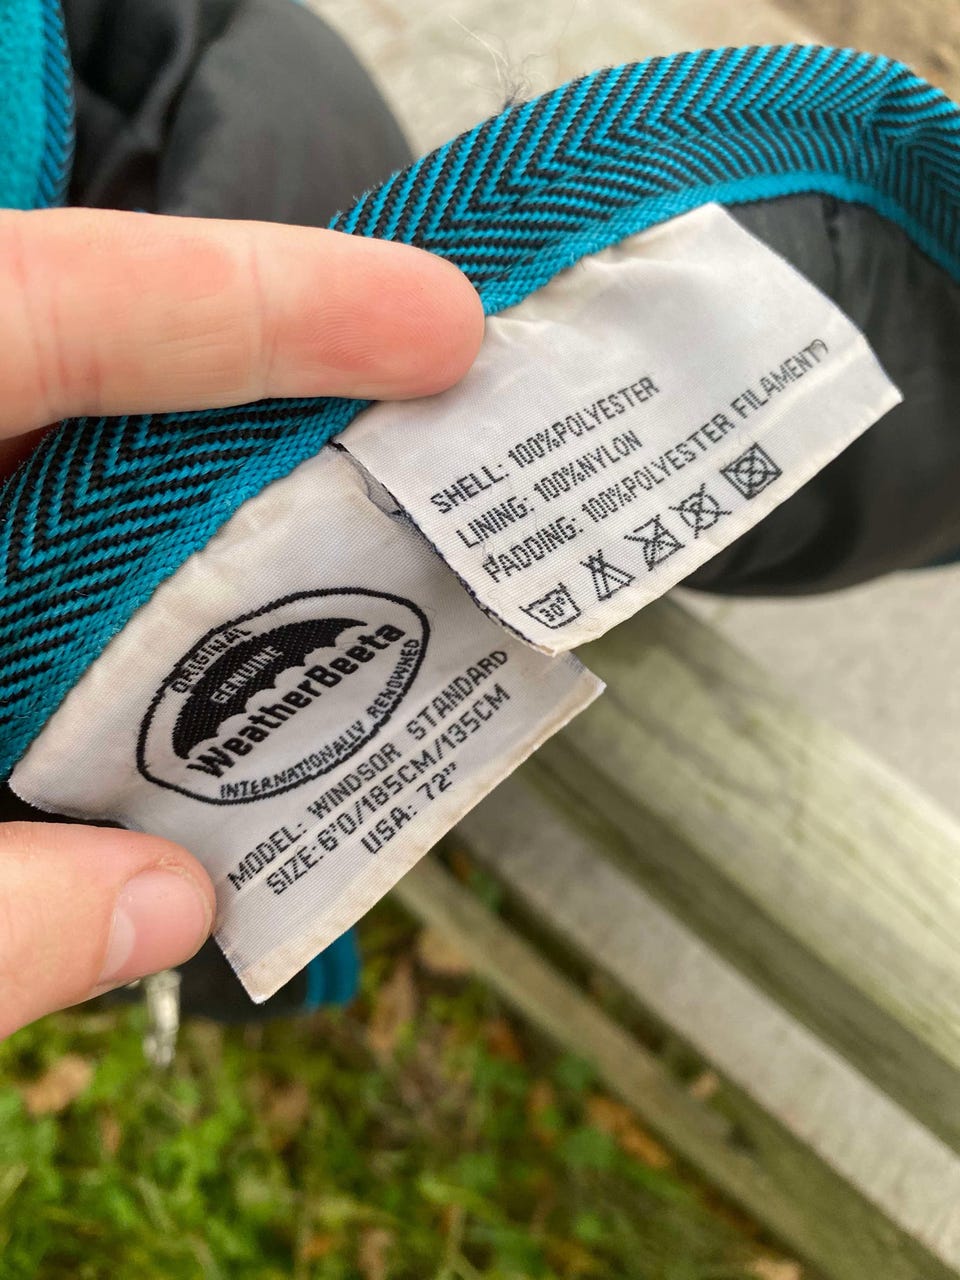 SHELL: 100%POLYESTER
LINING: 100%NYLON
PADDING: 100%POLYESTER FILAMENT
30°
ORIGINAL
GENUINE
WeatherBeeta
INTERNATIONALLY RENOWNED
MODEL: WINDSOR STANDARD
SIZE: 6'0/185CM/135CM
USA: 72"